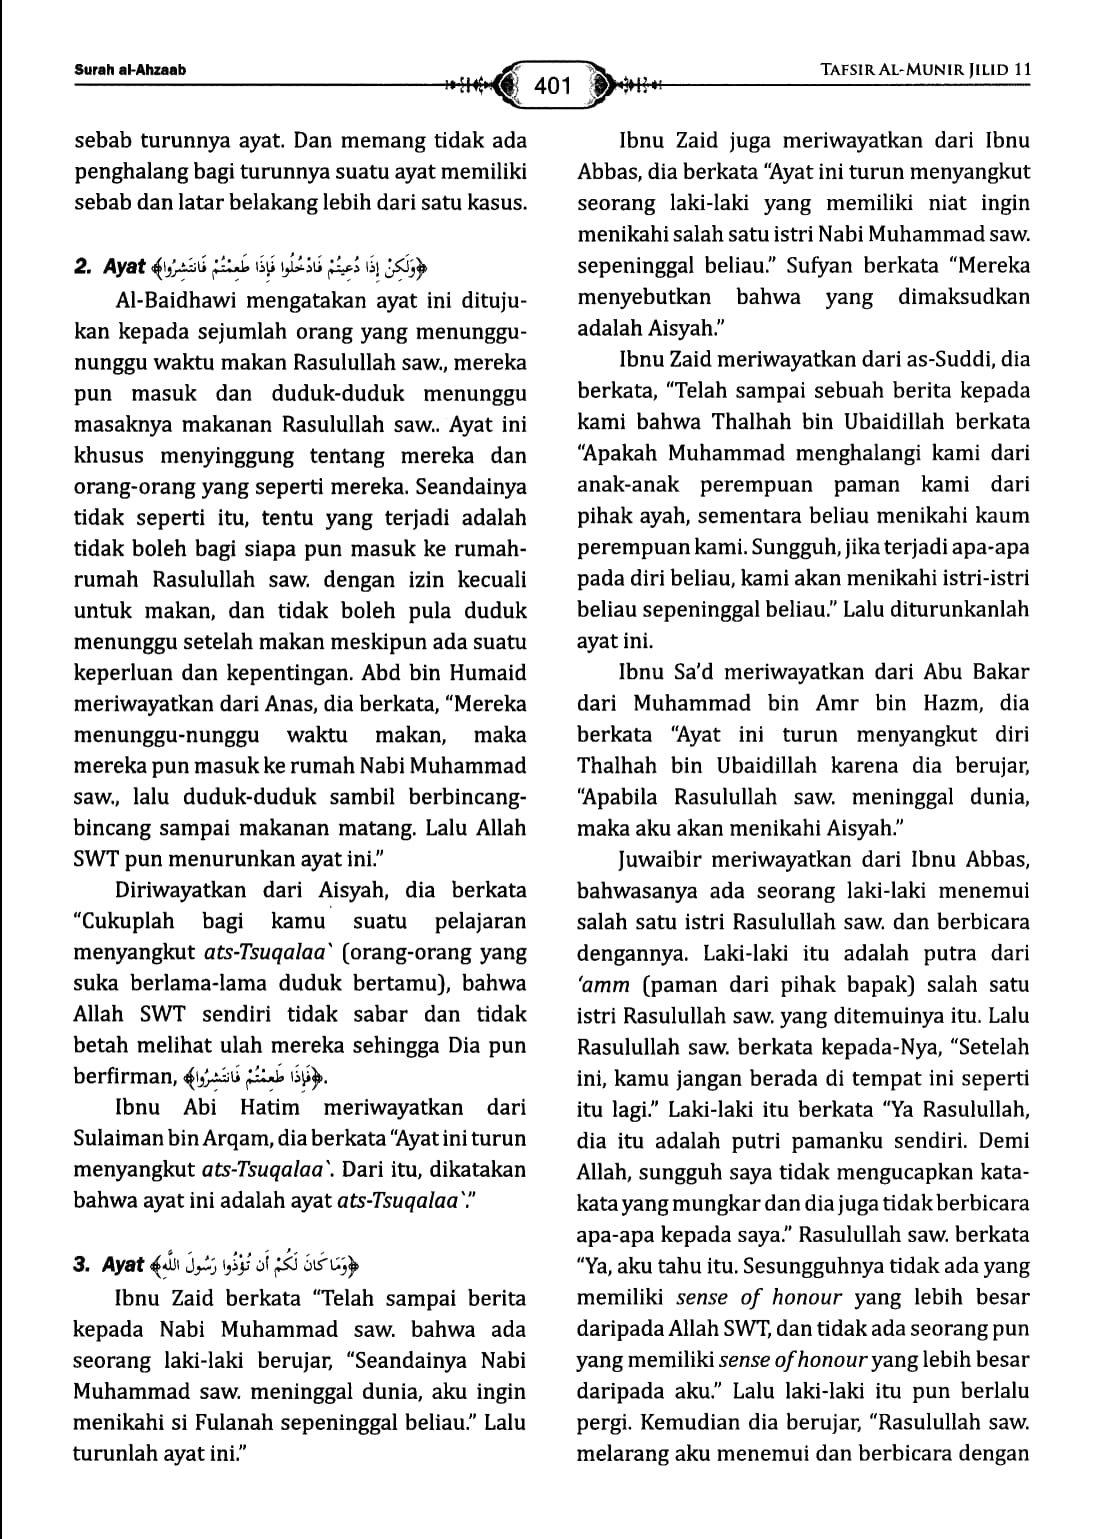 Surah al-Ahzaab
401
TAFSIR AL-MUNIR JILID 11
sebab turunnya ayat. Dan memang tidak ada
penghalang bagi turunnya suatu ayat memiliki
sebab dan latar belakang lebih dari satu kasus.
2. Ayat ﴿وَلَكِنْ إِذَا دُعِيتُمْ فَادْخُلُوا فَإِذَا طَعِمْتُمْ فَانتَشِرُوا﴾
Al-Baidhawi mengatakan ayat ini dituju-
kan kepada sejumlah orang yang menunggu-
nunggu waktu makan Rasulullah saw., mereka
pun masuk dan duduk-duduk menunggu
masaknya makanan Rasulullah saw.. Ayat ini
khusus menyinggung tentang mereka dan
orang-orang yang seperti mereka. Seandainya
tidak seperti itu, tentu yang terjadi adalah
tidak boleh bagi siapa pun masuk ke rumah-
rumah Rasulullah saw. dengan izin kecuali
untuk makan, dan tidak boleh pula duduk
menunggu setelah makan meskipun ada suatu
keperluan dan kepentingan. Abd bin Humaid
meriwayatkan dari Anas, dia berkata, “Mereka
menunggu-nunggu waktu makan, maka
mereka pun masuk ke rumah Nabi Muhammad
saw., lalu duduk-duduk sambil berbincang-
bincang sampai makanan matang. Lalu Allah
SWT pun menurunkan ayat ini.”
Diriwayatkan dari Aisyah, dia berkata
“Cukuplah bagi kamu suatu pelajaran
menyangkut ats-Tsuqalaa` (orang-orang yang
suka berlama-lama duduk bertamu), bahwa
Allah SWT sendiri tidak sabar dan tidak
betah melihat ulah mereka sehingga Dia pun
berfirman, ﴿فَإِذَا طَعِمْتُمْ فَانتَشِرُوا﴾.
Ibnu Abi Hatim meriwayatkan dari
Sulaiman bin Arqam, dia berkata “Ayat ini turun
menyangkut ats-Tsuqalaa`. Dari itu, dikatakan
bahwa ayat ini adalah ayat ats-Tsuqalaa`.”
3. Ayat ﴿وَمَا كَانَ لَكُمْ أَن تُؤْذُوا رَسُولَ اللَّهِ﴾
Ibnu Zaid berkata “Telah sampai berita
kepada Nabi Muhammad saw. bahwa ada
seorang laki-laki berujar, “Seandainya Nabi
Muhammad saw. meninggal dunia, aku ingin
menikahi si Fulanah sepeninggal beliau.” Lalu
turunlah ayat ini.”
Ibnu Zaid juga meriwayatkan dari Ibnu
Abbas, dia berkata “Ayat ini turun menyangkut
seorang laki-laki yang memiliki niat ingin
menikahi salah satu istri Nabi Muhammad saw.
sepeninggal beliau.” Sufyan berkata “Mereka
menyebutkan bahwa yang dimaksudkan
adalah Aisyah.”
Ibnu Zaid meriwayatkan dari as-Suddi, dia
berkata, “Telah sampai sebuah berita kepada
kami bahwa Thalhah bin Ubaidillah berkata
“Apakah Muhammad menghalangi kami dari
anak-anak perempuan paman kami dari
pihak ayah, sementara beliau menikahi kaum
perempuan kami. Sungguh, jika terjadi apa-apa
pada diri beliau, kami akan menikahi istri-istri
beliau sepeninggal beliau.” Lalu diturunkanlah
ayat ini.
Ibnu Sa’d meriwayatkan dari Abu Bakar
dari Muhammad bin Amr bin Hazm, dia
berkata “Ayat ini turun menyangkut diri
Thalhah bin Ubaidillah karena dia berujar,
“Apabila Rasulullah saw. meninggal dunia,
maka aku akan menikahi Aisyah.”
Juwaibir meriwayatkan dari Ibnu Abbas,
bahwasanya ada seorang laki-laki menemui
salah satu istri Rasulullah saw. dan berbicara
dengannya. Laki-laki itu adalah putra dari
‘amm (paman dari pihak bapak) salah satu
istri Rasulullah saw. yang ditemuinya itu. Lalu
Rasulullah saw. berkata kepada-Nya, “Setelah
ini, kamu jangan berada di tempat ini seperti
itu lagi.” Laki-laki itu berkata “Ya Rasulullah,
dia itu adalah putri pamanku sendiri. Demi
Allah, sungguh saya tidak mengucapkan kata-
kata yang mungkar dan dia juga tidak berbicara
apa-apa kepada saya.” Rasulullah saw. berkata
“Ya, aku tahu itu. Sesungguhnya tidak ada yang
memiliki sense of honour yang lebih besar
daripada Allah SWT, dan tidak ada seorang pun
yang memiliki sense of honour yang lebih besar
daripada aku.” Lalu laki-laki itu pun berlalu
pergi. Kemudian dia berujar, “Rasulullah saw.
melarang aku menemui dan berbicara dengan